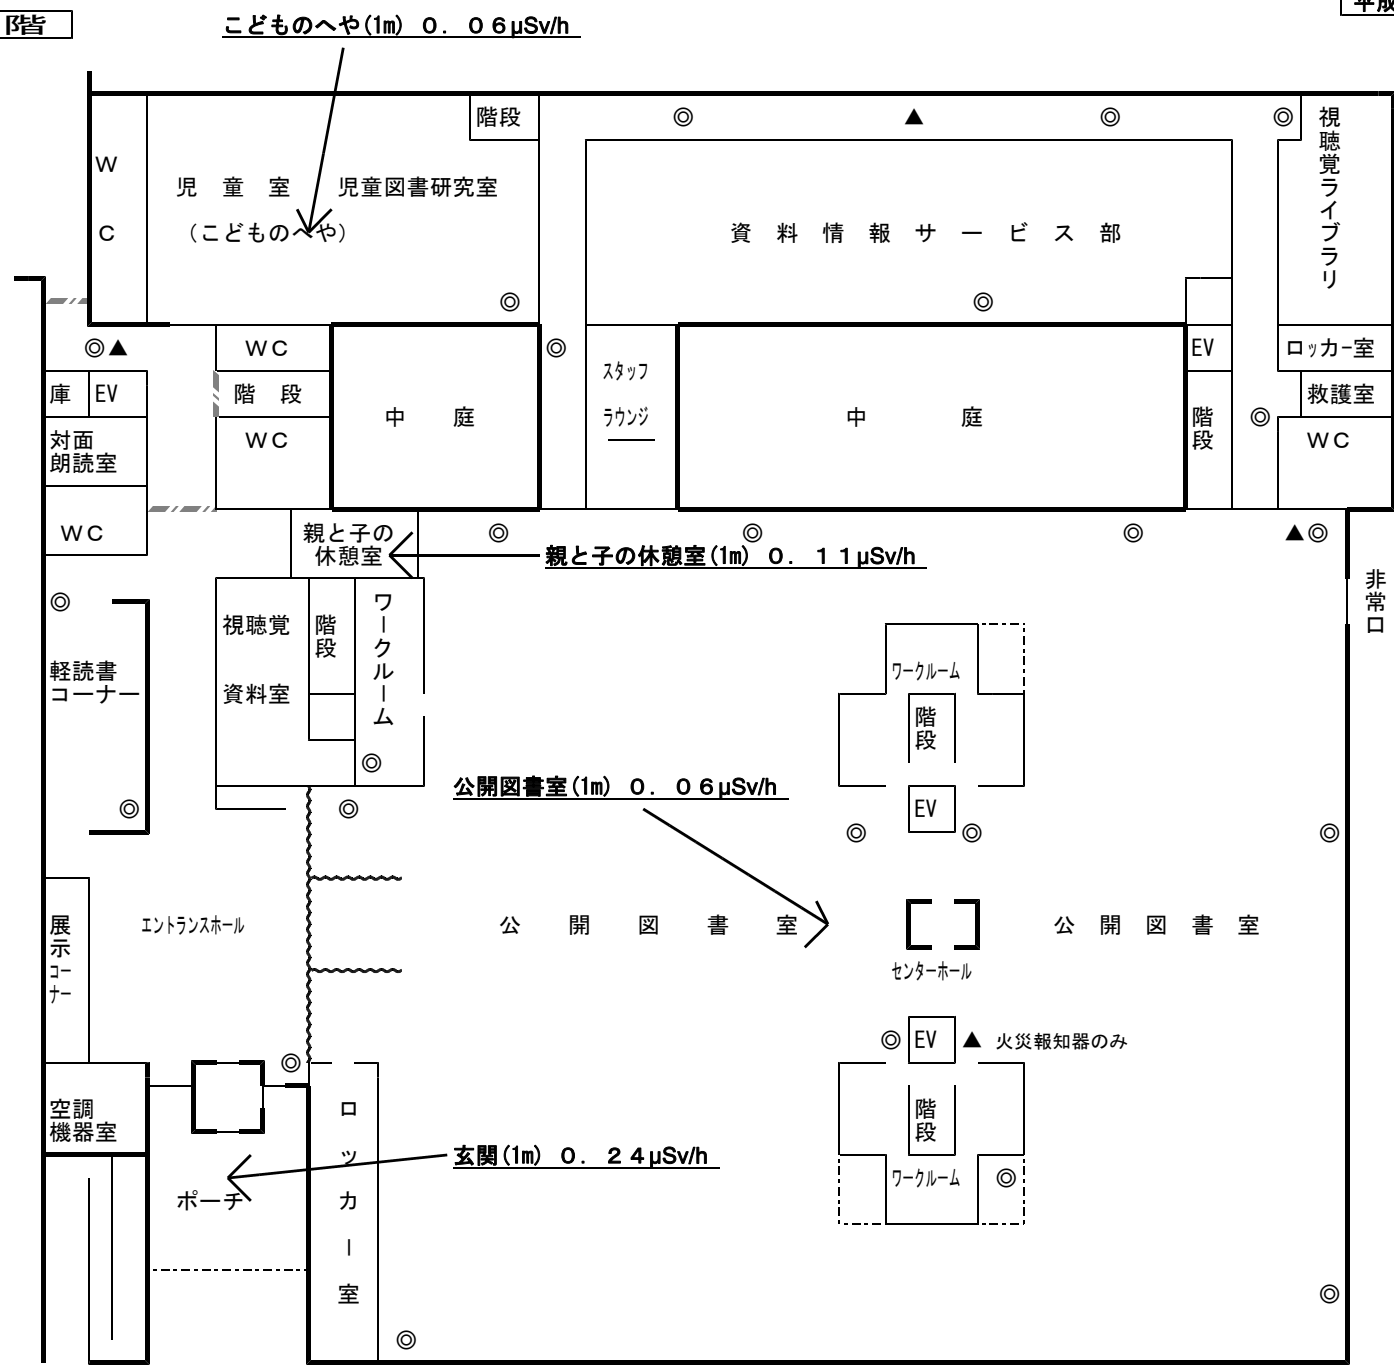 階
こどものへや(1m) ０．０６μSv/h
平成
階段
◎ ▲ ◎ ◎
視聴覚ライブラリ
ＷＣ
児童室 児童図書研究室
（こどものへや）
資料情報サービス部
◎ ◎
◎▲
ＷＣ
◎
スタッフ
ラウンジ
EV
ロッカー室
庫 EV
階段
中庭
中庭
階段
◎
救護室
対面
朗読室
ＷＣ
ＷＣ
ＷＣ
親と子の
休憩室
◎ ◎ ◎ ▲◎
親と子の休憩室(1m) ０．１１μSv/h
非常口
◎
視聴覚
資料室
階段
ワークルーム
軽読書
コーナー
ワークルーム
階段
◎
公開図書室(1m) ０．０６μSv/h
EV
◎ ◎
◎ ◎ ◎
展示コーナー
エントランスホール
公開図書室
公開図書室
センターホール
◎ EV ▲ 火災報知器のみ
◎
空調
機器室
ロッカー室
階段
玄関(1m) ０．２４μSv/h
ワークルーム ◎
ポーチ
◎
◎